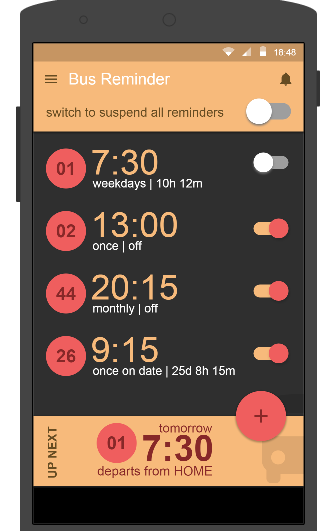 18:48
Bus Reminder
switch to suspend all reminders
01 7:30
weekdays | 10h 12m
02 13:00
once | off
44 20:15
monthly | off
26 9:15
once on date | 25d 8h 15m
+
UP NEXT
tomorrow
01 7:30
departs from HOME